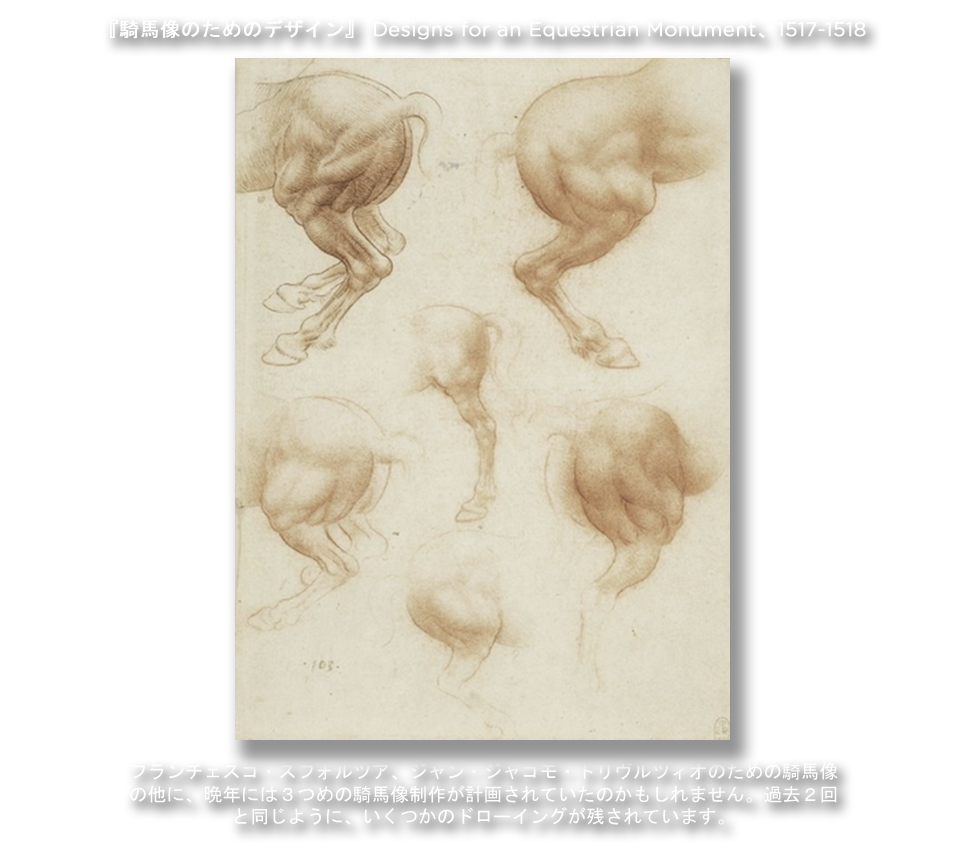 『騎馬像のためのデザイン』 Designs for an Equestrian Monument、1517-1518
·103·
フランチェスコ・スフォルツァ、ジャン・ジャコモ・トリヴルツィオのための騎馬像
の他に、晩年には３つめの騎馬像制作が計画されていたのかもしれません。過去２回
と同じように、いくつかのドローイングが残されています。